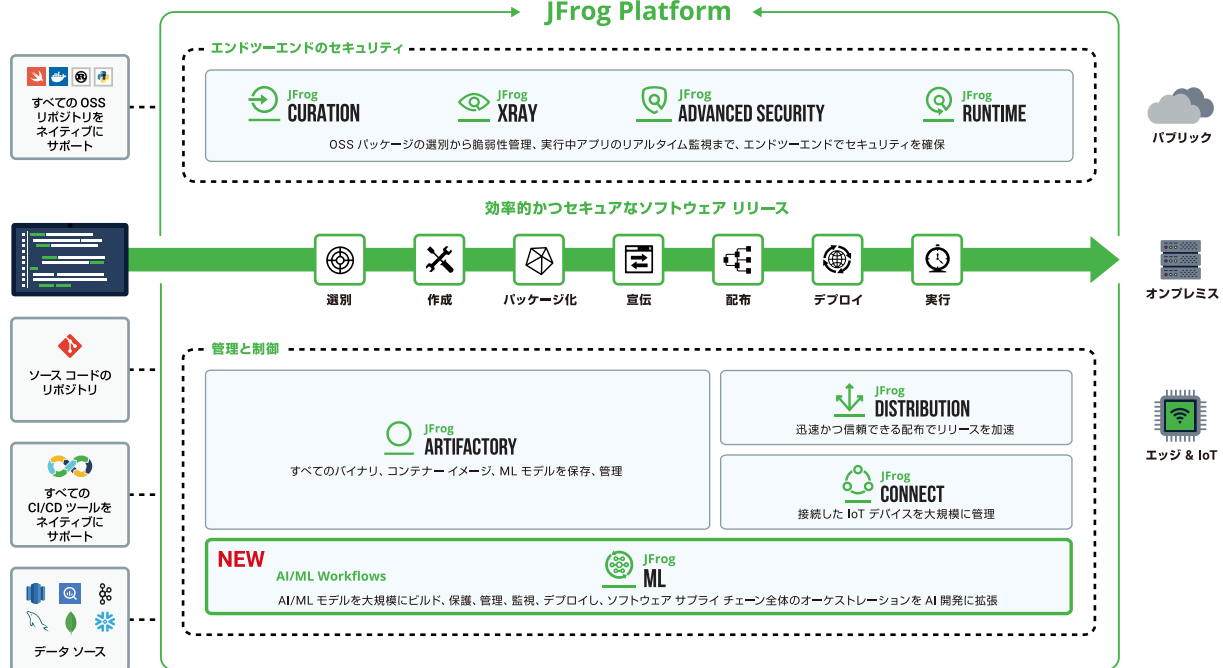 JFrog Platform
すべての OSS
リポジトリを
ネイティブに
サポート
エンドツーエンドのセキュリティ
JFrog
CURATION
JFrog
XRAY
JFrog
ADVANCED SECURITY
JFrog
RUNTIME
OSS パッケージの選別から脆弱性管理、実行中アプリのリアルタイム監視まで、エンドツーエンドでセキュリティを確保
パブリック
効率的かつセキュアなソフトウェア リリース
選別
作成
パッケージ化
宣伝
配布
デプロイ
実行
オンプレミス
ソース コードの
リポジトリ
管理と制御
JFrog
ARTIFACTORY
すべてのバイナリ、コンテナー イメージ、ML モデルを保存、管理
JFrog
DISTRIBUTION
迅速かつ信頼できる配布でリリースを加速
JFrog
CONNECT
接続した IoT デバイスを大規模に管理
エッジ & IoT
すべての
CI/CD ツールを
ネイティブに
サポート
NEW
AI/ML Workflows
JFrog
ML
AI/ML モデルを大規模にビルド、保護、管理、監視、デプロイし、ソフトウェア サプライ チェーン全体のオーケストレーションを AI 開発に拡張
データ ソース